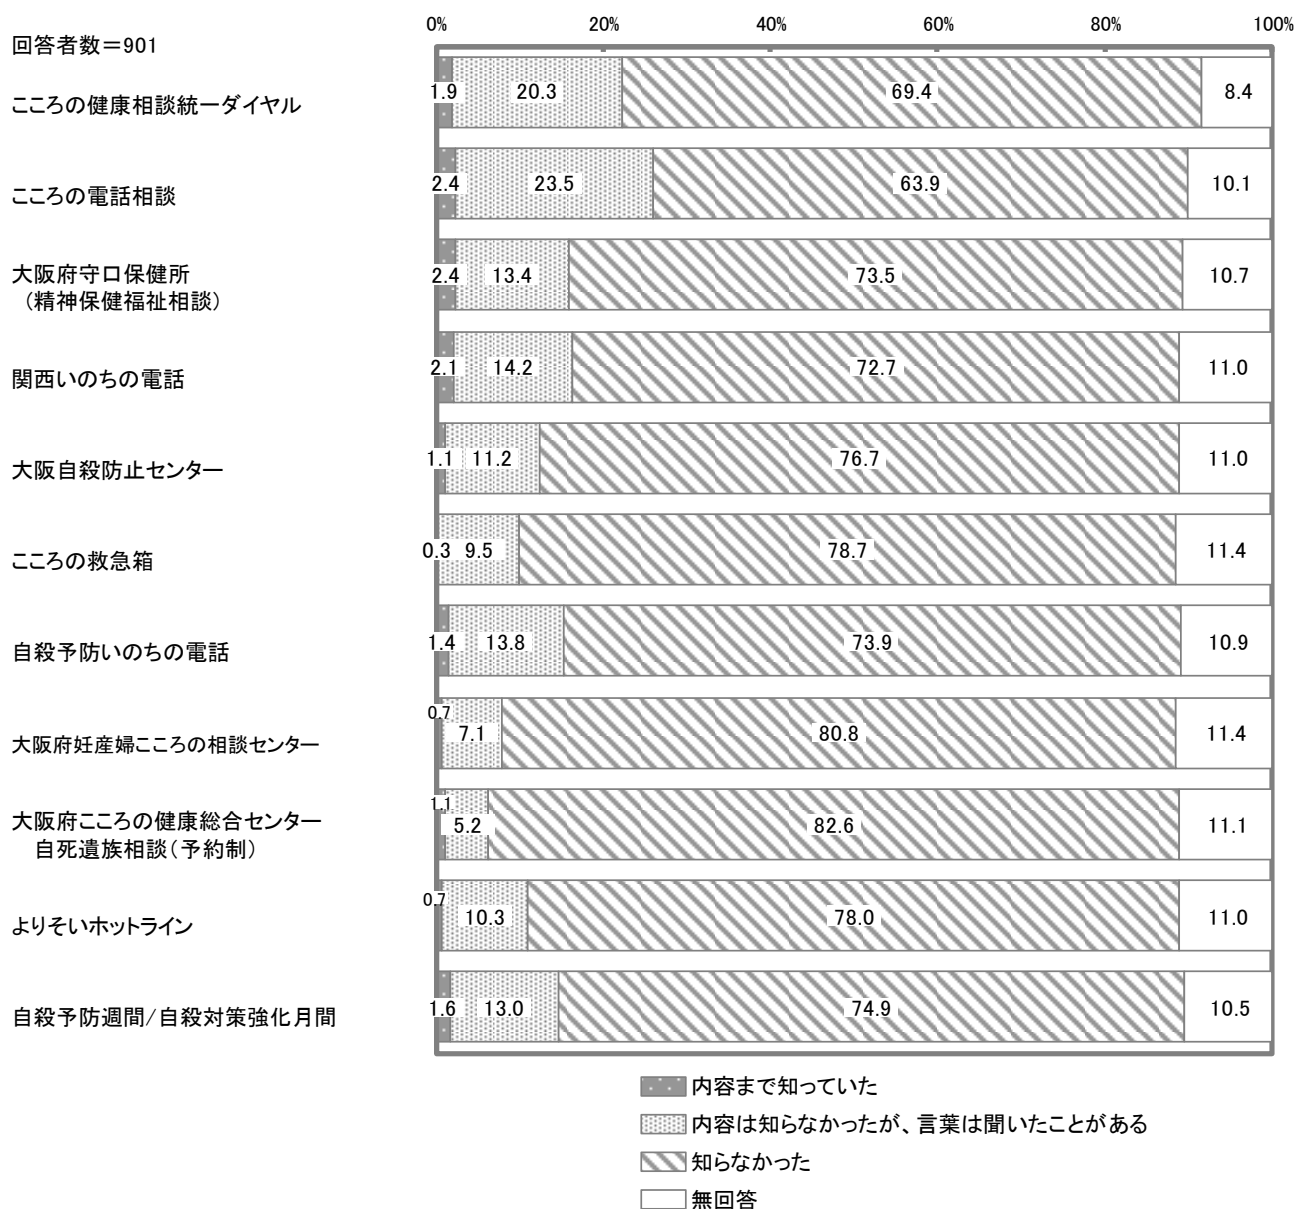 0%	20%	40%	60%	80%	100%
回答者数＝901
こころの健康相談統一ダイヤル	1.9	20.3	69.4	8.4
こころの電話相談	2.4	23.5	63.9	10.1
大阪府守口保健所
（精神保健福祉相談）	2.4	13.4	73.5	10.7
関西いのちの電話	2.1	14.2	72.7	11.0
大阪自殺防止センター	1.1	11.2	76.7	11.0
こころの救急箱	0.3	9.5	78.7	11.4
自殺予防いのちの電話	1.4	13.8	73.9	10.9
大阪府妊産婦こころの相談センター	0.7	7.1	80.8	11.4
大阪府こころの健康総合センター
自死遺族相談（予約制）	1.1	5.2	82.6	11.1
よりそいホットライン	0.7	10.3	78.0	11.0
自殺予防週間/自殺対策強化月間	1.6	13.0	74.9	10.5
内容まで知っていた
内容は知らなかったが、言葉は聞いたことがある
知らなかった
無回答